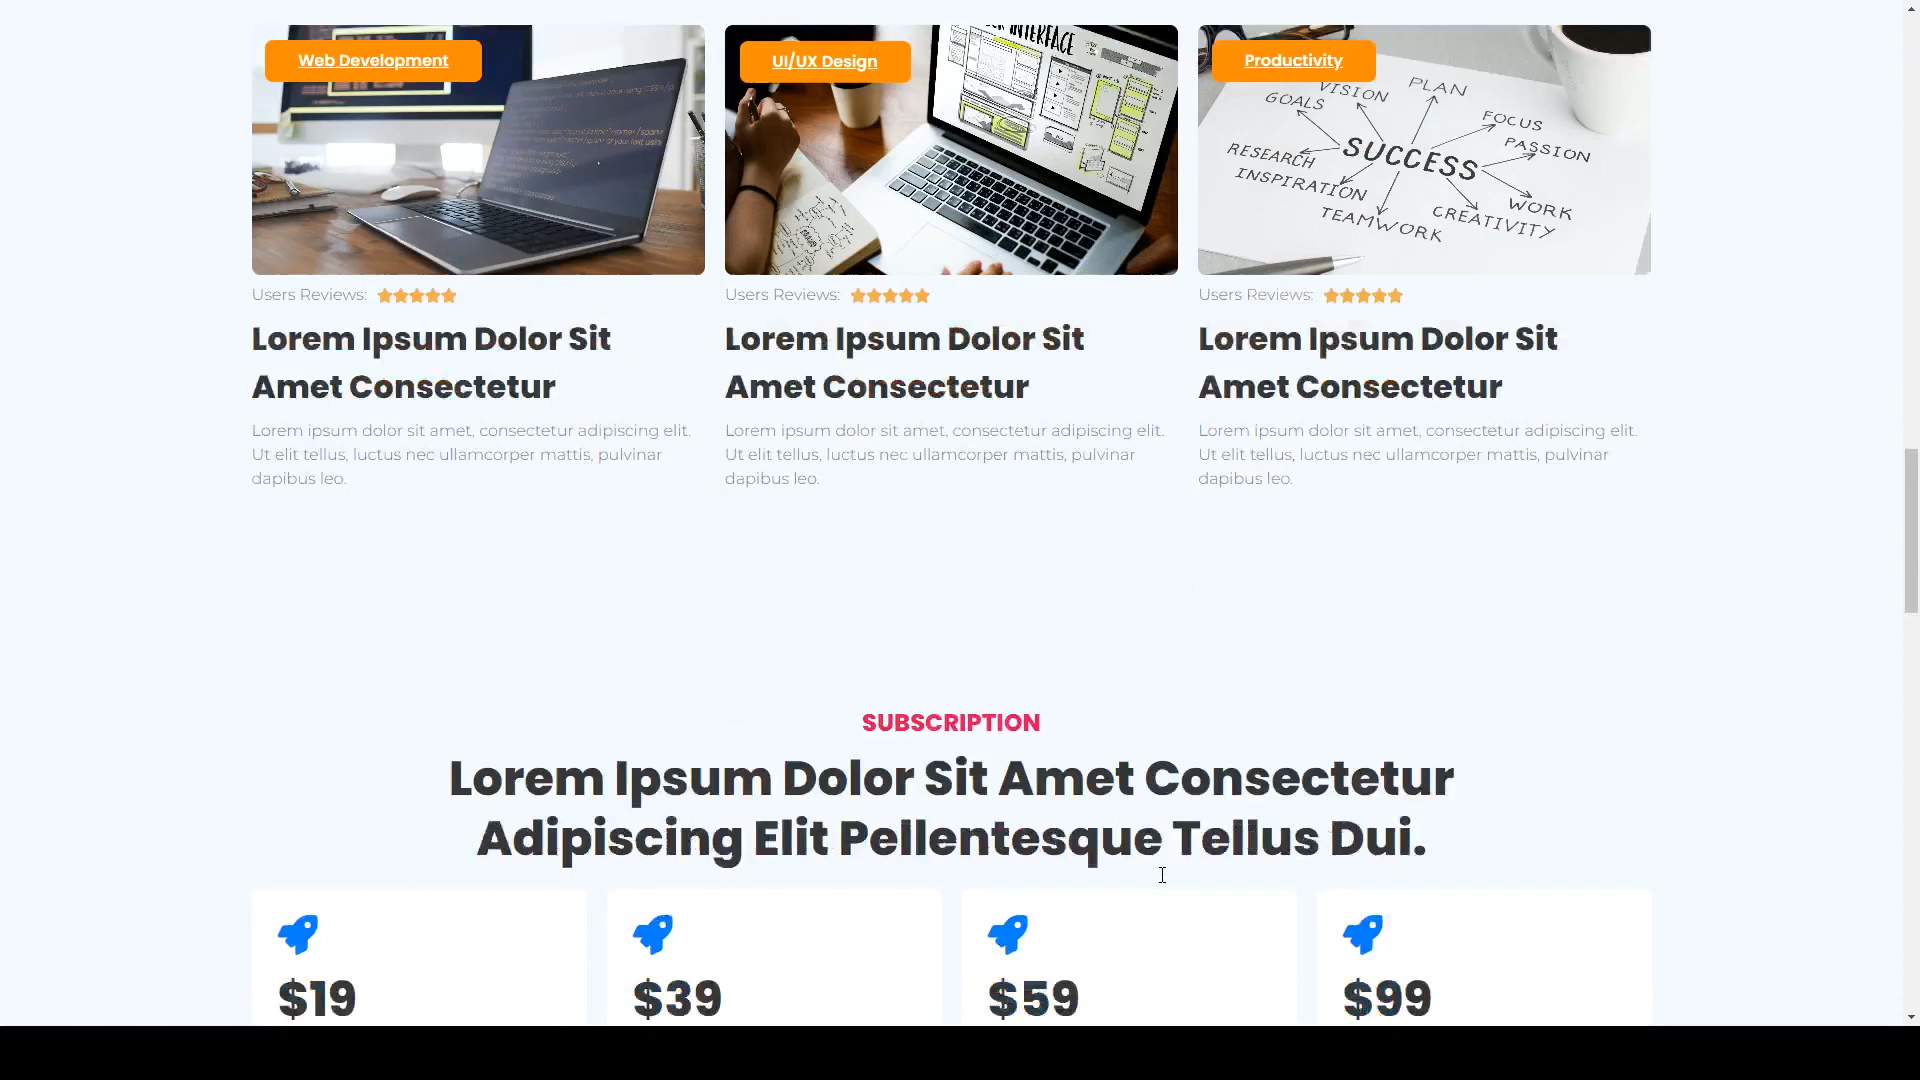 Web Development
UI/UX Design
Productivity
VISION
PLAN
GOALS
FOCUS
PASSION
SUCCESS
RESEARCH
INSPIRATION
WORK
TEAMWORK
CREATIVITY
Users Reviews:
Users Reviews:
Users Reviews:
Lorem Ipsum Dolor Sit
Amet Consectetur
Lorem Ipsum Dolor Sit
Amet Consectetur
Lorem Ipsum Dolor Sit
Amet Consectetur
Lorem ipsum dolor sit amet, consectetur adipiscing elit.
Ut elit tellus, luctus nec ullamcorper mattis, pulvinar
dapibus leo.
Lorem ipsum dolor sit amet, consectetur adipiscing elit.
Ut elit tellus, luctus nec ullamcorper mattis, pulvinar
dapibus leo.
Lorem ipsum dolor sit amet, consectetur adipiscing elit.
Ut elit tellus, luctus nec ullamcorper mattis, pulvinar
dapibus leo.
SUBSCRIPTION
Lorem Ipsum Dolor Sit Amet Consectetur
Adipiscing Elit Pellentesque Tellus Dui.
$19
$39
$59
$99